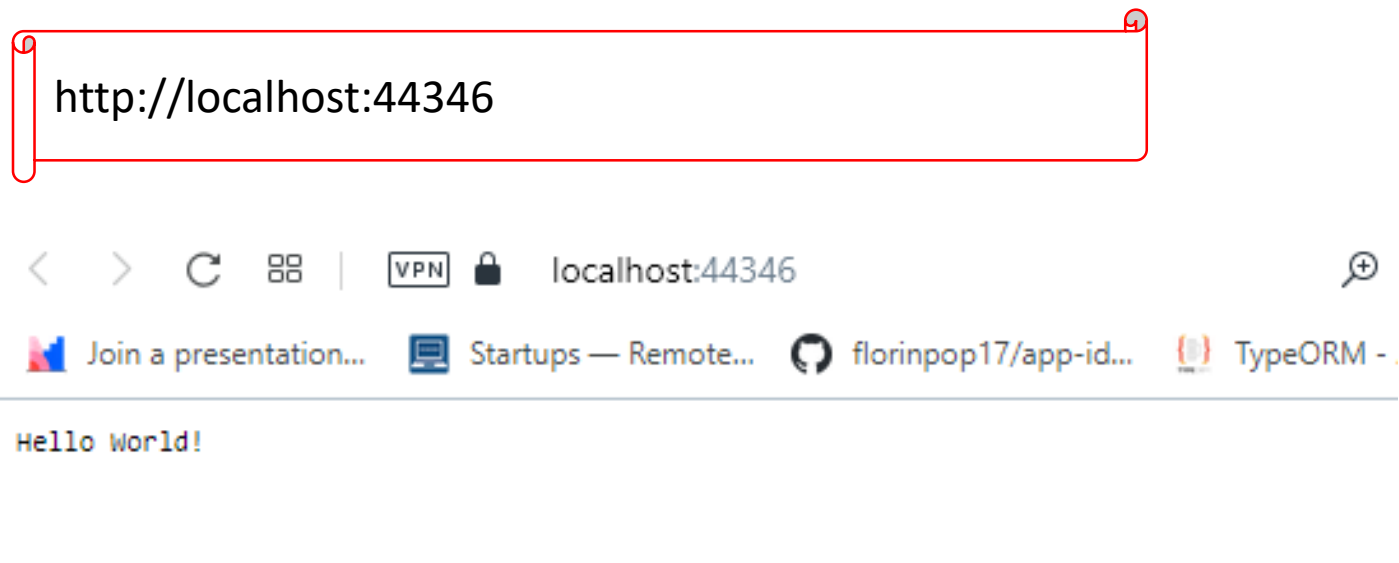 http://localhost:44346
VPN localhost:44346
Join a presentation... Startups — Remote... florinpop17/app-id... TypeORM -
Hello World!